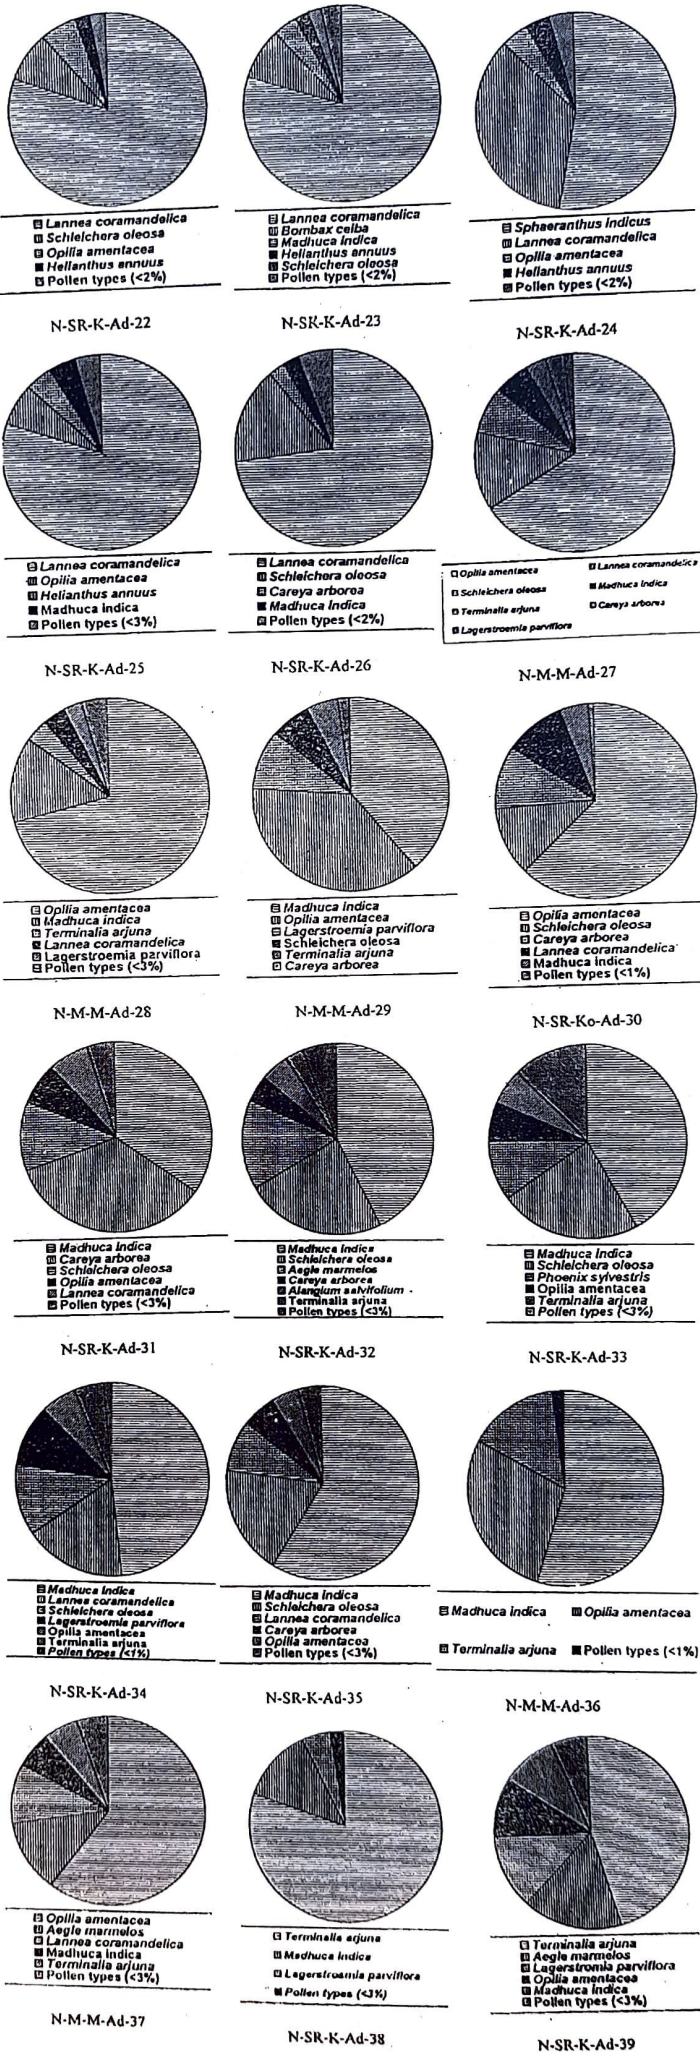 Lannea coramandelica
Schleichera oleosa
Opilia amentacea
Helianthus annuus
Pollen types (<2%)
N-SR-K-Ad-22
Lannea coramandelica
Bombax ceiba
Madhuca indica
Helianthus annuus
Schleichera oleosa
Pollen types (<2%)
N-SR-K-Ad-23
Sphaeranthus indicus
Lannea coramandelica
Opilia amentacea
Helianthus annuus
Pollen types (<2%)
N-SR-K-Ad-24
Lannea coramandelica
Opilia amentacea
Helianthus annuus
Madhuca indica
Pollen types (<3%)
N-SR-K-Ad-25
Lannea coramandelica
Schleichera oleosa
Careya arborea
Madhuca indica
Pollen types (<2%)
N-SR-K-Ad-26
Opilia amentacea Lannea coramandelica
Schleichera oleosa Madhuca indica
Terminalia arjuna Careya arborea
Lagerstroemia parviflora
N-M-M-Ad-27
Opilia amentacea
Madhuca indica
Terminalia arjuna
Lannea coramandelica
Lagerstroemia parviflora
Pollen types (<3%)
N-M-M-Ad-28
Madhuca indica
Opilia amentacea
Lagerstroemia parviflora
Schleichera oleosa
Terminalia arjuna
Careya arborea
N-M-M-Ad-29
Opilia amentacea
Schleichera oleosa
Careya arborea
Lannea coramandelica
Madhuca indica
Pollen types (<1%)
N-SR-Ko-Ad-30
Madhuca indica
Careya arborea
Schleichera oleosa
Opilia amentacea
Lannea coramandelica
Pollen types (<3%)
N-SR-K-Ad-31
Madhuca indica
Schleichera oleosa
Aegle marmelos
Careya arborea
Alangium salvifolium
Terminalia arjuna
Pollen types (<3%)
N-SR-K-Ad-32
Madhuca indica
Schleichera oleosa
Phoenix sylvestris
Opilia amentacea
Terminalia arjuna
Pollen types (<3%)
N-SR-K-Ad-33
Madhuca indica
Lannea coramandelica
Schleichera oleosa
Lagerstroemia parviflora
Opilia amentacea
Terminalia arjuna
Pollen types (<1%)
N-SR-K-Ad-34
Madhuca indica
Schleichera oleosa
Lannea coramandelica
Careya arborea
Opilia amentacea
Pollen types (<3%)
N-SR-K-Ad-35
Madhuca indica Opilia amentacea
Terminalia arjuna Pollen types (<1%)
N-M-M-Ad-36
Opilia amentacea
Aegle marmelos
Lannea coramandelica
Madhuca indica
Terminalia arjuna
Pollen types (<3%)
N-M-M-Ad-37
Terminalia arjuna
Madhuca indica
Lagerstroemia parviflora
Pollen types (<3%)
N-SR-K-Ad-38
Terminalia arjuna
Aegle marmelos
Lagerstromia parviflora
Opilia amentacea
Madhuca indica
Pollen types (<3%)
N-SR-K-Ad-39